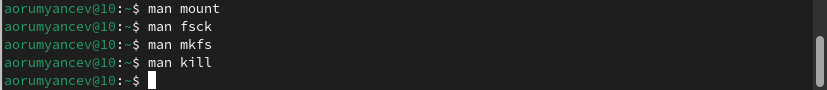 aorumyancev@10:~$ man mount
aorumyancev@10:~$ man fsck
aorumyancev@10:~$ man mkfs
aorumyancev@10:~$ man kill
aorumyancev@10:~$